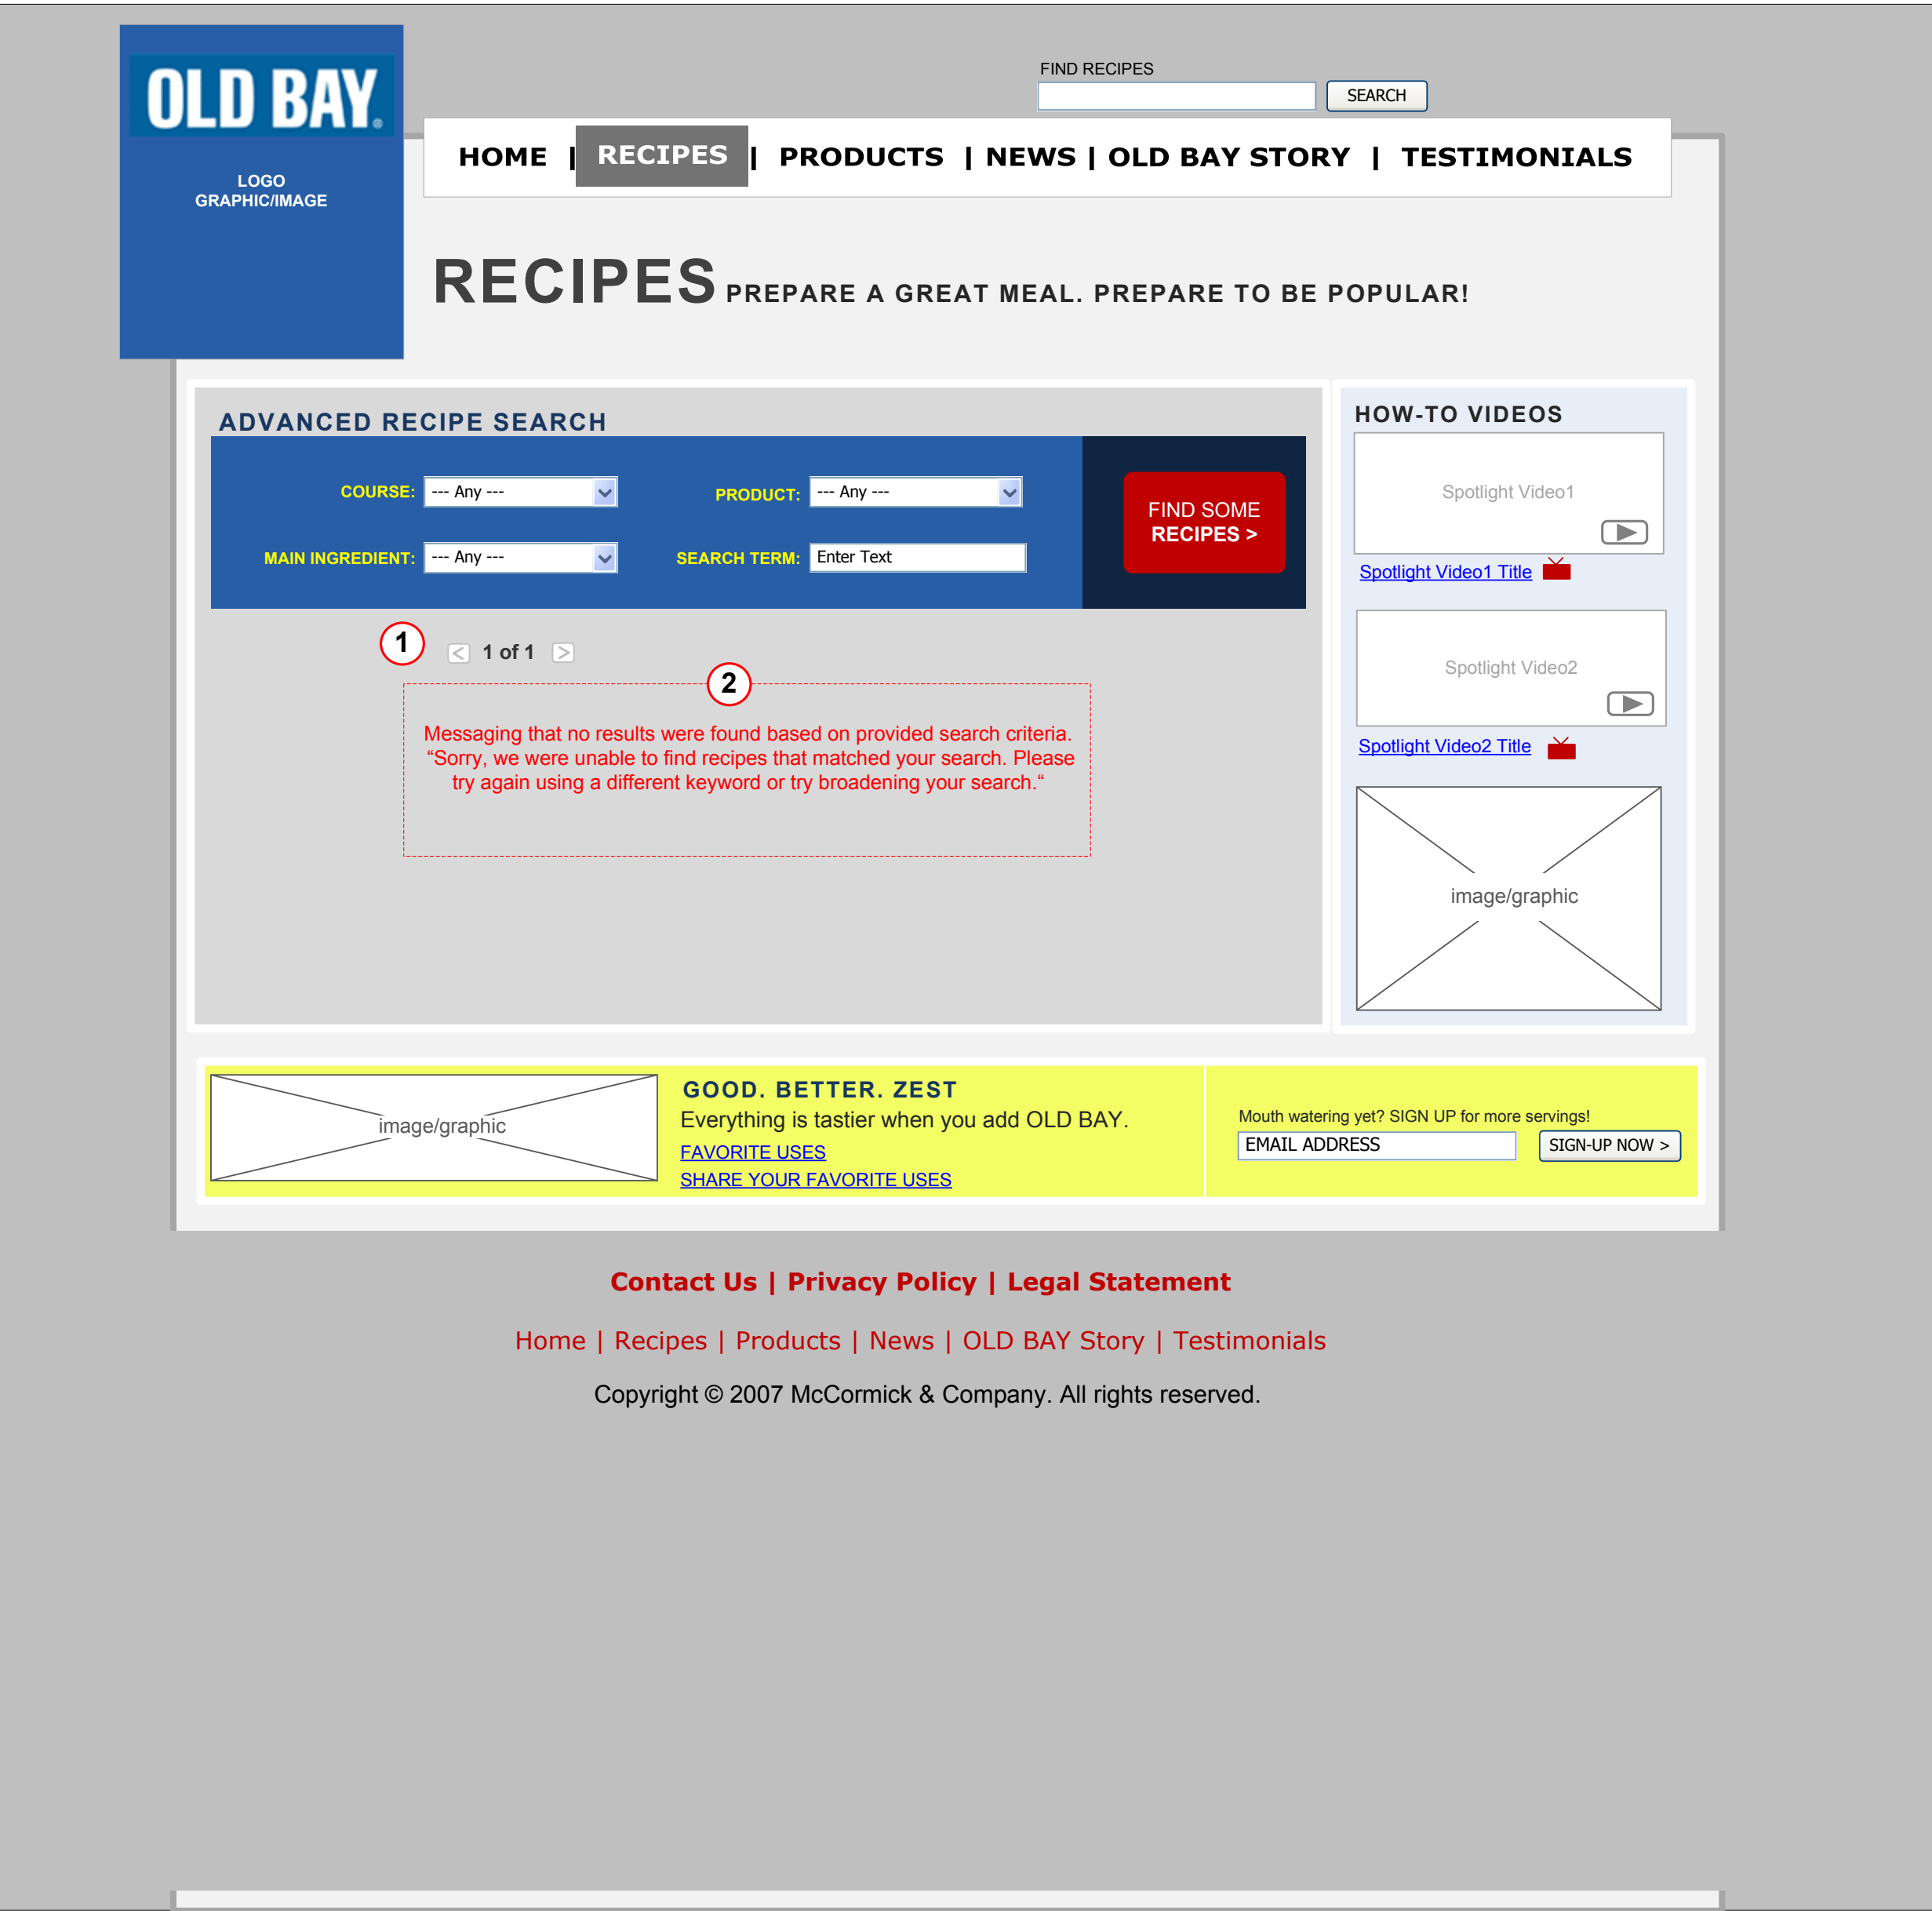 OLD BAY®
LOGO
GRAPHIC/IMAGE
FIND RECIPES
SEARCH
HOME | RECIPES | PRODUCTS | NEWS | OLD BAY STORY | TESTIMONIALS
RECIPES PREPARE A GREAT MEAL. PREPARE TO BE POPULAR!
ADVANCED RECIPE SEARCH
COURSE: --- Any --- PRODUCT: --- Any ---
MAIN INGREDIENT: --- Any --- SEARCH TERM: Enter Text
FIND SOME
RECIPES >
1
< 1 of 1 >
2
Messaging that no results were found based on provided search criteria.
“Sorry, we were unable to find recipes that matched your search. Please
try again using a different keyword or try broadening your search.“
HOW-TO VIDEOS
Spotlight Video1
Spotlight Video1 Title
Spotlight Video2
Spotlight Video2 Title
image/graphic
image/graphic
GOOD. BETTER. ZEST
Everything is tastier when you add OLD BAY.
FAVORITE USES
SHARE YOUR FAVORITE USES
Mouth watering yet? SIGN UP for more servings!
EMAIL ADDRESS SIGN-UP NOW >
Contact Us | Privacy Policy | Legal Statement
Home | Recipes | Products | News | OLD BAY Story | Testimonials
Copyright © 2007 McCormick & Company. All rights reserved.